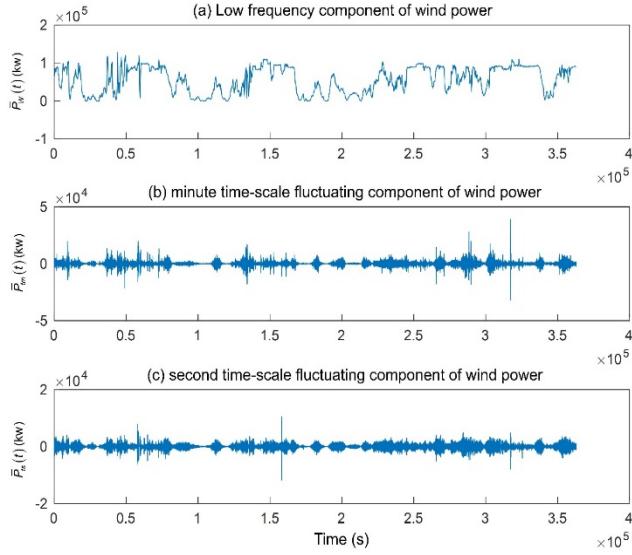 (a) Low frequency component of wind power
×10⁵
2
1
0
-1
P̅_lv(t)(kw)
0 0.5 1 1.5 2 2.5 3 3.5 4
×10⁵
(b) minute time-scale fluctuating component of wind power
×10⁴
5
0
-5
P̅_tm(t)(kw)
0 0.5 1 1.5 2 2.5 3 3.5 4
×10⁵
(c) second time-scale fluctuating component of wind power
×10⁴
2
0
-2
P̅_ts(t)(kw)
0 0.5 1 1.5 2 2.5 3 3.5 4
Time (s)
×10⁵